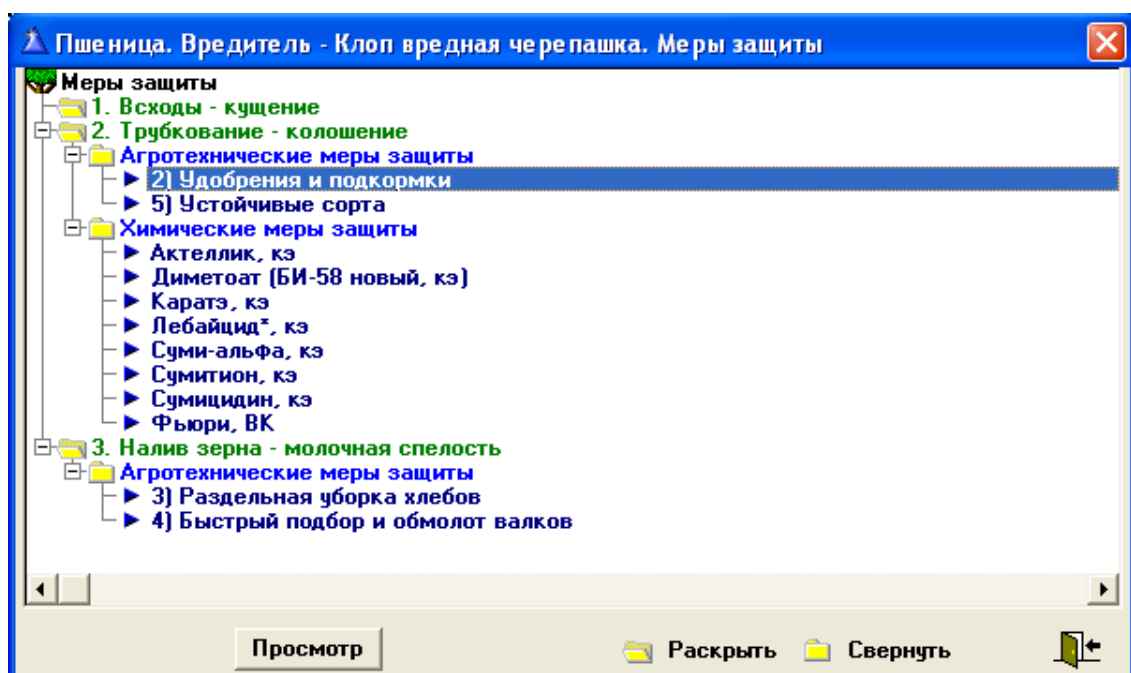 Пшеница. Вредитель - Клоп вредная черепашка. Меры защиты
Меры защиты
1. Всходы - кущение
2. Трубкование - колошение
Агротехнические меры защиты
2) Удобрения и подкормки
5) Устойчивые сорта
Химические меры защиты
Актеллик, кэ
Диметоат (БИ-58 новый, кэ)
Каратэ, кэ
Лебайцид*, кэ
Суми-альфа, кэ
Сумитион, кэ
Сумицидин, кэ
Фьюри, ВК
3. Налив зерна - молочная спелость
Агротехнические меры защиты
3) Раздельная уборка хлебов
4) Быстрый подбор и обмолот валков
Просмотр Раскрыть Свернуть